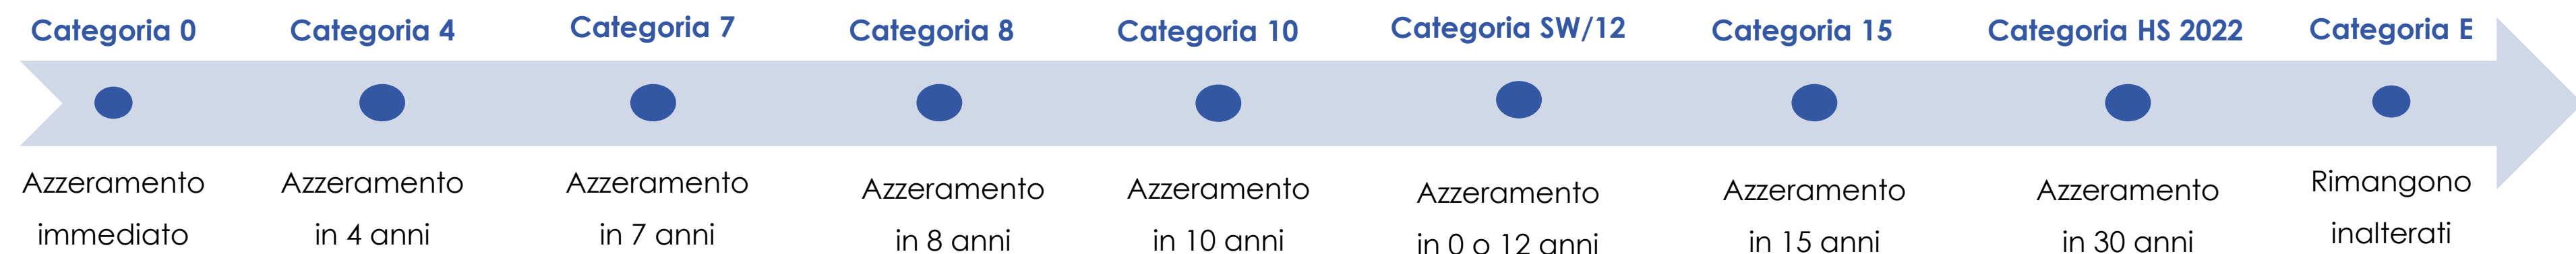 Categoria 0
Categoria 4
Categoria 7
Categoria 8
Categoria 10
Categoria SW/12
Categoria 15
Categoria HS 2022
Categoria E
Azzeramento
immediato
Azzeramento
in 4 anni
Azzeramento
in 7 anni
Azzeramento
in 8 anni
Azzeramento
in 10 anni
Azzeramento
in 0 o 12 anni
Azzeramento
in 15 anni
Azzeramento
in 30 anni
Rimangono
inalterati